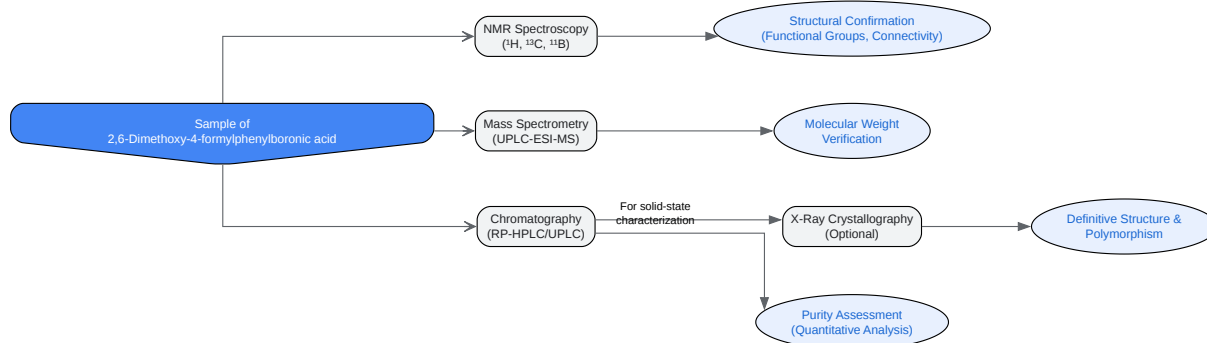 NMR Spectroscopy
(¹H, ¹³C, ¹¹B)
Structural Confirmation
(Functional Groups, Connectivity)
Sample of
2,6-Dimethoxy-4-formylphenylboronic acid
Mass Spectrometry
(UPLC-ESI-MS)
Molecular Weight
Verification
Chromatography
(RP-HPLC/UPLC)
For solid-state
characterization
X-Ray Crystallography
(Optional)
Definitive Structure &
Polymorphism
Purity Assessment
(Quantitative Analysis)